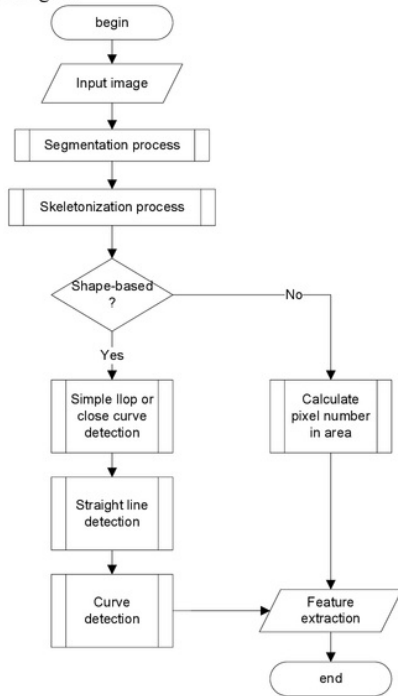 begin
Input image
Segmentation process
Skeletonization process
Shape-based
?
No
Yes
Simple llop or
close curve
detection
Calculate
pixel number
in area
Straight line
detection
Curve
detection
Feature
extraction
end